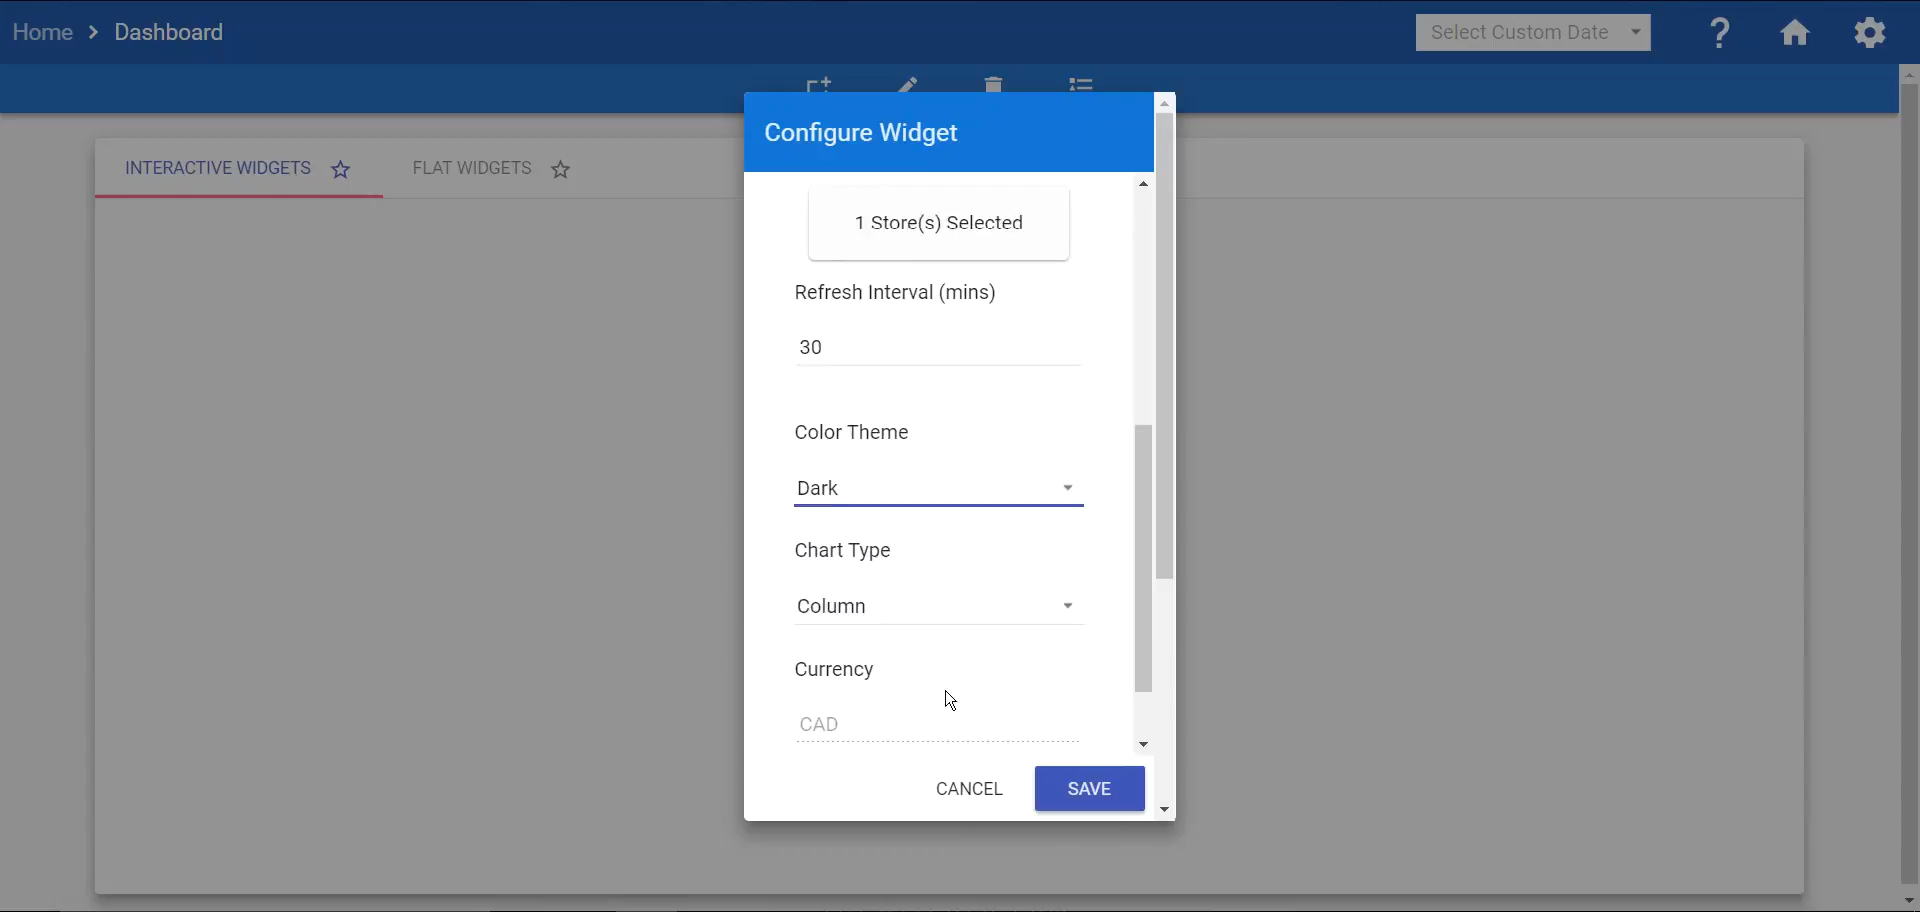 Home > Dashboard
Select Custom Date
?
Configure Widget
INTERACTIVE WIDGETS
FLAT WIDGETS
1 Store(s) Selected
Refresh Interval (mins)
30
Color Theme
Dark
Chart Type
Column
Currency
CAD
CANCEL
SAVE